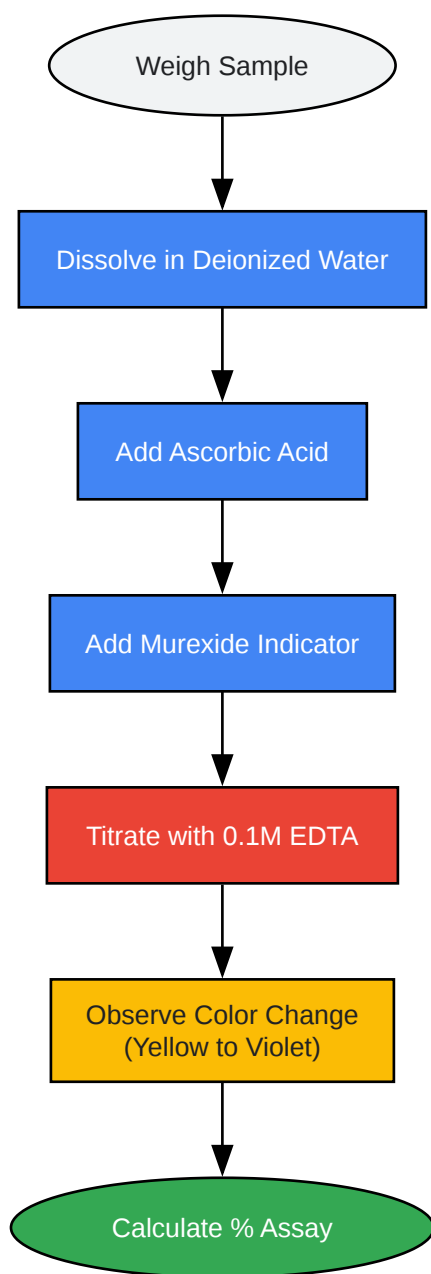 Weigh Sample
Dissolve in Deionized Water
Add Ascorbic Acid
Add Murexide Indicator
Titrate with 0.1M EDTA
Observe Color Change
(Yellow to Violet)
Calculate % Assay